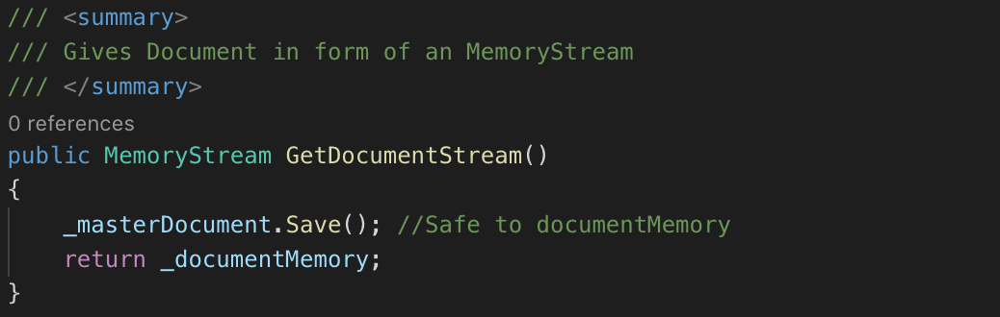 /// <summary>
/// Gives Document in form of an MemoryStream
/// </summary>
0 references
public MemoryStream GetDocumentStream()
{
    _masterDocument.Save(); //Safe to documentMemory
    return _documentMemory;
}